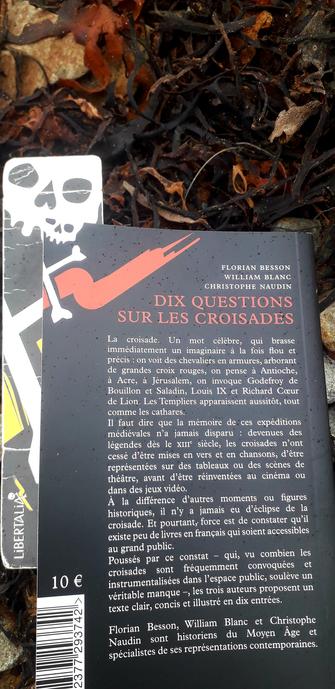 FLORIAN BESSON
WILLIAM BLANC
CHRISTOPHE NAUDIN
DIX QUESTIONS
SUR LES CROISADES
La croisade. Un mot célèbre, qui brasse
immédiatement un imaginaire à la fois flou et
précis : on voit des chevaliers en armures, arborant
de grandes croix rouges, on pense à Antioche,
à Acre, à Jérusalem, on invoque Godefroy de
Bouillon et Saladin, Louis IX et Richard Cœur
de Lion. Les Templiers apparaissent aussitôt, tout
comme les cathares.
Il faut dire que la mémoire de ces expéditions
médiévales n'a jamais disparu : devenues des
légendes dès le XIIe siècle, les croisades n'ont
cessé d'être mises en vers et en chansons, d'être
représentées sur des tableaux ou des scènes de
théâtre, avant d'être réinventées au cinéma ou
dans des jeux vidéo.
À la différence d'autres moments ou figures
historiques, il n'y a jamais eu d'éclipse de la
croisade. Et pourtant, force est de constater qu'il
existe peu de livres en français qui soient accessibles
au grand public.
Poussés par ce constat – qui, vu combien les
croisades sont fréquemment convoquées et
instrumentalisées dans l'espace public, soulève un
véritable manque –, les trois auteurs proposent un
texte clair, concis et illustré en dix entrées.
Florian Besson, William Blanc et Christophe
Naudin sont historiens du Moyen Âge et
spécialistes de ses représentations contemporaines.
10 €
2377 293742 >
LIBERTALIA